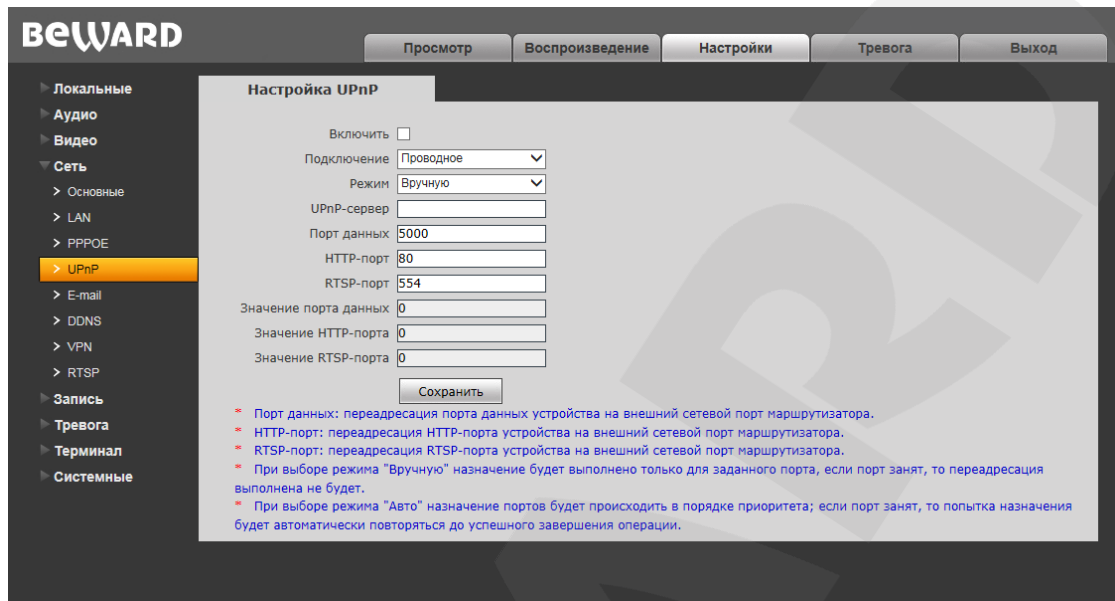 BEWARD
Просмотр
Воспроизведение
Настройки
Тревога
Выход
Локальные
Аудио
Видео
Сеть
> Основные
> LAN
> PPPOE
> UPnP
> E-mail
> DDNS
> VPN
> RTSP
Запись
Тревога
Терминал
Системные
Настройка UPnP
Включить
Подключение Проводное
Режим Вручную
UPnP-сервер
Порт данных 5000
HTTP-порт 80
RTSP-порт 554
Значение порта данных 0
Значение HTTP-порта 0
Значение RTSP-порта 0
Сохранить
* Порт данных: переадресация порта данных устройства на внешний сетевой порт маршрутизатора.
* HTTP-порт: переадресация HTTP-порта устройства на внешний сетевой порт маршрутизатора.
* RTSP-порт: переадресация RTSP-порта устройства на внешний сетевой порт маршрутизатора.
* При выборе режима "Вручную" назначение будет выполнено только для заданного порта, если порт занят, то переадресация
выполнена не будет.
* При выборе режима "Авто" назначение портов будет происходить в порядке приоритета; если порт занят, то попытка назначения
будет автоматически повторяться до успешного завершения операции.